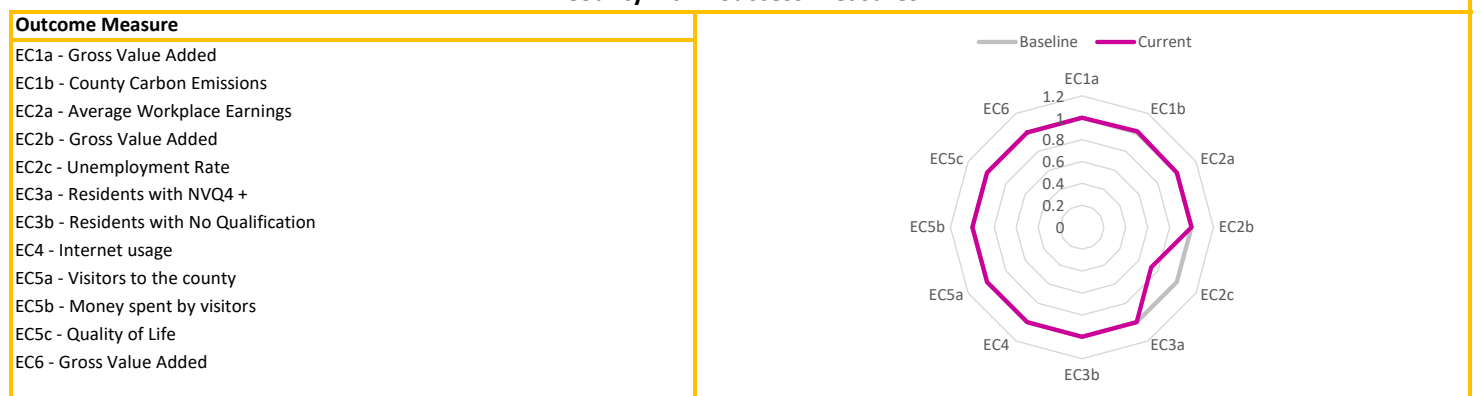 Outcome Measure
EC1a - Gross Value Added
EC1b - County Carbon Emissions
EC2a - Average Workplace Earnings
EC2b - Gross Value Added
EC2c - Unemployment Rate
EC3a - Residents with NVQ4 +
EC3b - Residents with No Qualification
EC4 - Internet usage
EC5a - Visitors to the county
EC5b - Money spent by visitors
EC5c - Quality of Life
EC6 - Gross Value Added
Baseline Current
EC1a
EC1b
EC2a
EC2b
EC2c
EC3a
EC3b
EC4
EC5a
EC5b
EC5c
EC6
1.2
1
0.8
0.6
0.4
0.2
0